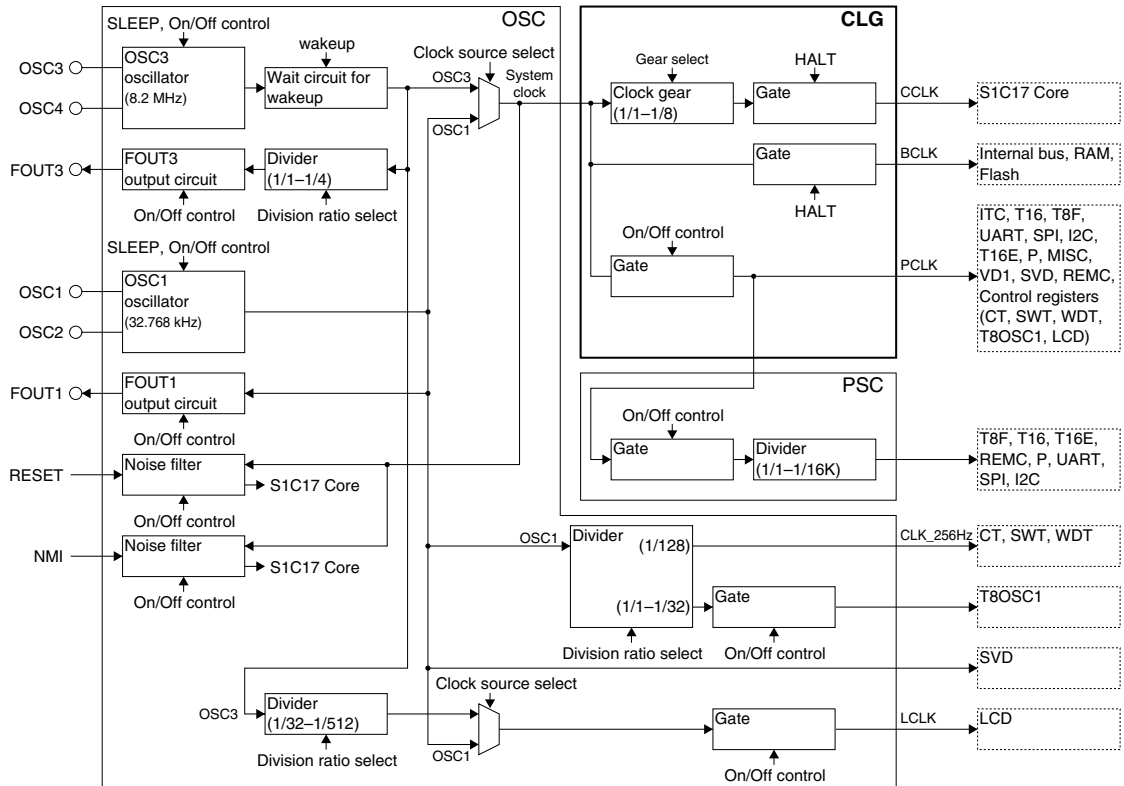 OSC
CLG
SLEEP, On/Off control
wakeup
Clock source select
Gear select
HALT
OSC3
OSC4
OSC3
oscillator
(8.2 MHz)
Wait circuit for
wakeup
OSC3
OSC1
System
clock
Clock gear
(1/1–1/8)
Gate
CCLK
S1C17 Core
FOUT3
FOUT3
output circuit
Divider
(1/1–1/4)
On/Off control
Division ratio select
Gate
HALT
BCLK
Internal bus, RAM,
Flash
SLEEP, On/Off control
OSC1
OSC2
OSC1
oscillator
(32.768 kHz)
On/Off control
Gate
PCLK
ITC, T16, T8F,
UART, SPI, I2C,
T16E, P, MISC,
VD1, SVD, REMC,
Control registers
(CT, SWT, WDT,
T8OSC1, LCD)
FOUT1
FOUT1
output circuit
On/Off control
PSC
On/Off control
Gate
Divider
(1/1–1/16K)
T8F, T16, T16E,
REMC, P, UART,
SPI, I2C
RESET
Noise filter
S1C17 Core
On/Off control
NMI
Noise filter
S1C17 Core
On/Off control
OSC1
Divider
(1/128)
(1/1–1/32)
Division ratio select
CLK_256Hz
CT, SWT, WDT
Gate
On/Off control
T8OSC1
SVD
OSC3
Divider
(1/32–1/512)
Division ratio select
Clock source select
OSC1
Gate
On/Off control
LCLK
LCD